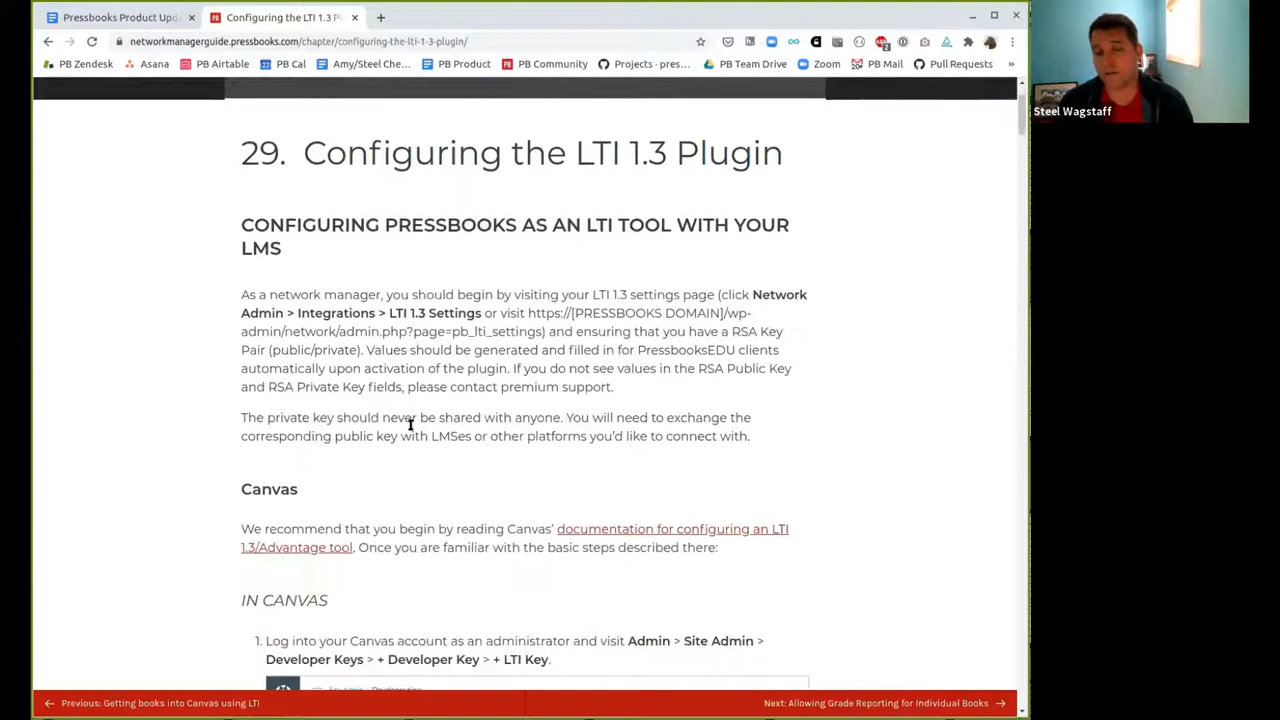 Pressbooks Product Upd
Configuring the LTI 1.3 Pl
networkmanagerguide.pressbooks.com/chapter/configuring-the-lti-1-3-plugin/
PB Zendesk Asana PB Airtable PB Cal Amy/Steel Che... PB Product PB Community Projects · pres... PB Team Drive Zoom PB Mail Pull Requests »
Steel Wagstaff
29. Configuring the LTI 1.3 Plugin
CONFIGURING PRESSBOOKS AS AN LTI TOOL WITH YOUR
LMS
As a network manager, you should begin by visiting your LTI 1.3 settings page (click Network
Admin > Integrations > LTI 1.3 Settings or visit https://[PRESSBOOKS DOMAIN]/wp-
admin/network/admin.php?page=pb_lti_settings) and ensuring that you have a RSA Key
Pair (public/private). Values should be generated and filled in for PressbooksEDU clients
automatically upon activation of the plugin. If you do not see values in the RSA Public Key
and RSA Private Key fields, please contact premium support.
The private key should never be shared with anyone. You will need to exchange the
corresponding public key with LMSes or other platforms you'd like to connect with.
Canvas
We recommend that you begin by reading Canvas' documentation for configuring an LTI
1.3/Advantage tool. Once you are familiar with the basic steps described there:
IN CANVAS
1. Log into your Canvas account as an administrator and visit Admin > Site Admin >
Developer Keys > + Developer Key > + LTI Key.
← Previous: Getting books into Canvas using LTI
Next: Allowing Grade Reporting for Individual Books →